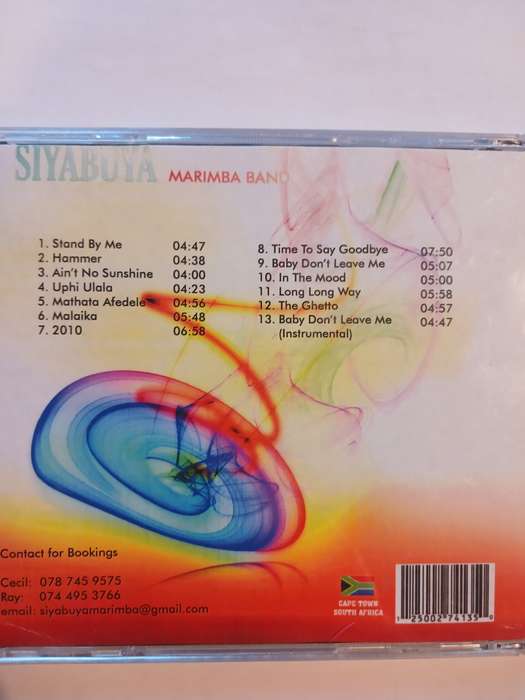 SIYABUYA MARIMBA BAND
1. Stand By Me 04:47
2. Hammer 04:38
3. Ain't No Sunshine 04:00
4. Uphi Ulala 04:23
5. Mathata Afedele 04:56
6. Malaika 05:48
7. 2010 06:58
8. Time To Say Goodbye 07:50
9. Baby Don't Leave Me 05:07
10. In The Mood 05:00
11. Long Long Way 05:58
12. The Ghetto 04:57
13. Baby Don't Leave Me 04:47
(Instrumental)
Contact for Bookings
Cecil: 078 745 9575
Ray: 074 495 3766
email: siyabuyamarimba@gmail.com
CAPE TOWN
SOUTH AFRICA
1 25002 74135 0